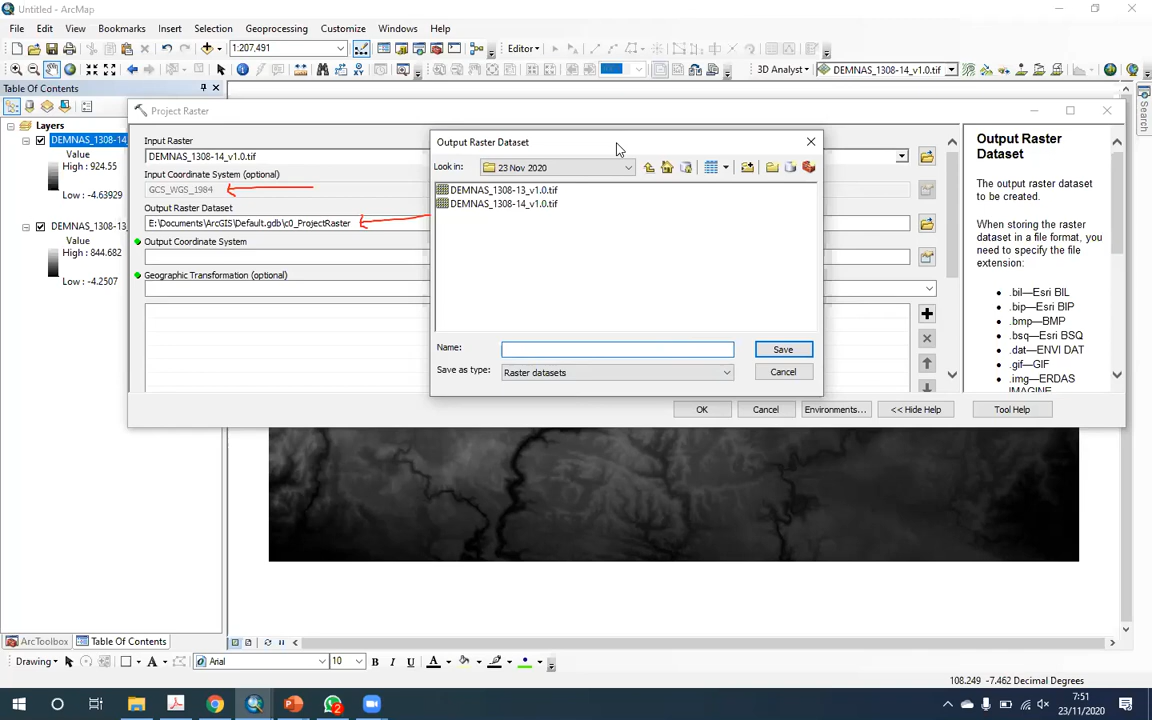 Untitled - ArcMap
File Edit View Bookmarks Insert Selection Geoprocessing Customize Windows Help
1:207,491
Editor
3D Analyst
DEMNAS_1308-14_v1.0.tif
Table Of Contents
Layers
DEMNAS_1308-14_
Value
High : 924.55
Low : -4.63929
DEMNAS_1308-13_
Value
High : 844.682
Low : -4.2507
Project Raster
Input Raster
DEMNAS_1308-14_v1.0.tif
Input Coordinate System (optional)
GCS_WGS_1984
Output Raster Dataset
E:\Documents\ArcGIS\Default.gdb\c0_ProjectRaster
Output Coordinate System
Geographic Transformation (optional)
OK
Cancel
Environments...
<< Hide Help
Tool Help
Output Raster Dataset
Look in:
23 Nov 2020
DEMNAS_1308-13_v1.0.tif
DEMNAS_1308-14_v1.0.tif
Name:
Save
Save as type:
Raster datasets
Cancel
Output Raster
Dataset
The output raster dataset
to be created.
When storing the raster
dataset in a file format, you
need to specify the file
extension:
.bil—Esri BIL
.bip—Esri BIP
.bmp—BMP
.bsq—Esri BSQ
.dat—ENVI DAT
.gif—GIF
.img—ERDAS
IMAGINE
Search
ArcToolbox
Table Of Contents
Drawing
Arial
10
B I U
A
108.249 -7.462 Decimal Degrees
2
7:51
23/11/2020